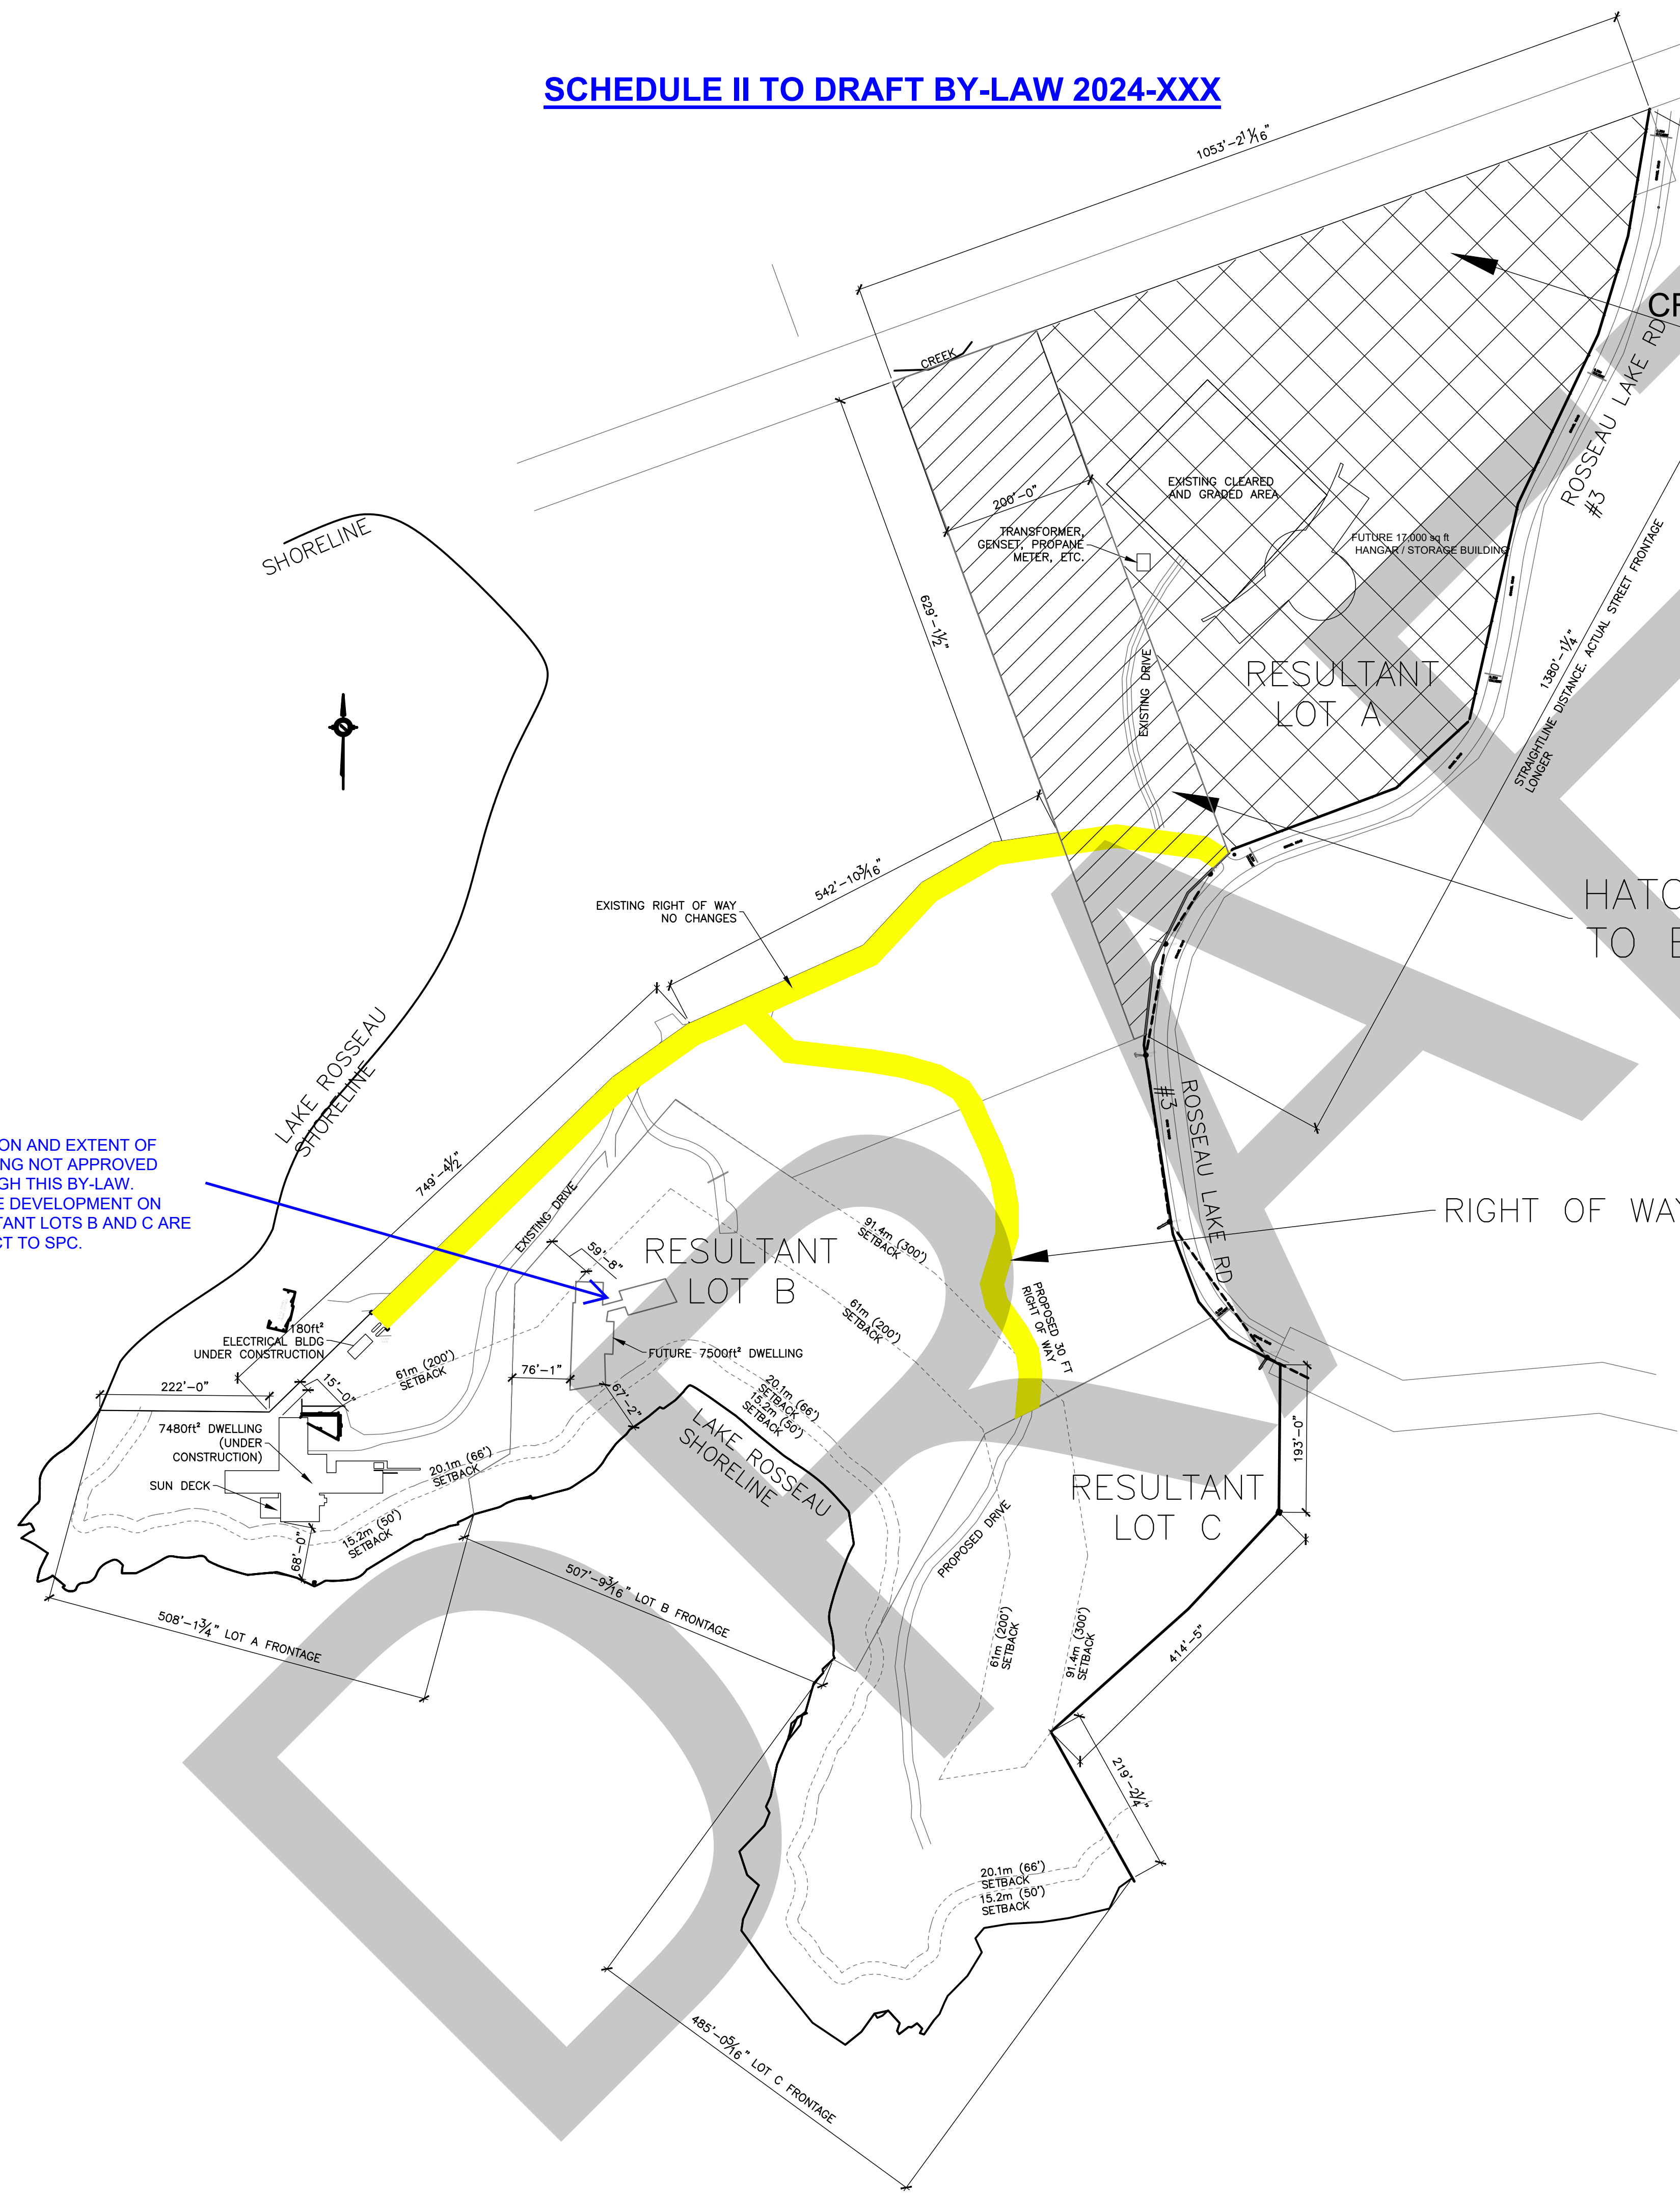 SCHEDULE II TO DRAFT BY-LAW 2024-XXX
1053'-2 11/16"
CREEK
CR
ROSSEAU LAKE RD
#3
200'-0"
EXISTING CLEARED
AND GRADED AREA
TRANSFORMER,
GENSET, PROPANE
METER, ETC.
FUTURE 17,000 sq ft
HANGAR / STORAGE BUILDING
SHORELINE
629'-1 1/2"
EXISTING DRIVE
RESULTANT
LOT A
1380'-1 1/4"
STRAIGHTLINE DISTANCE. ACTUAL STREET FRONTAGE
LONGER
542'-10 3/16"
EXISTING RIGHT OF WAY
NO CHANGES
HATC
TO B
LAKE ROSSEAU
SHORELINE
749'-4 1/2"
#3
ROSSEAU LAKE RD
ON AND EXTENT OF
NG NOT APPROVED
GH THIS BY-LAW.
E DEVELOPMENT ON
TANT LOTS B AND C ARE
CT TO SPC.
RIGHT OF WAY
EXISTING DRIVE
59'-8"
RESULTANT
LOT B
91.4m (300')
SETBACK
61m (200')
SETBACK
PROPOSED 30 FT
RIGHT OF WAY
180ft²
ELECTRICAL BLDG
UNDER CONSTRUCTION
FUTURE 7500ft² DWELLING
61m (200')
SETBACK
76'-1"
67'-2"
222'-0"
15'-0"
20.1m (66')
SETBACK
15.2m (50')
SETBACK
7480ft² DWELLING
(UNDER
CONSTRUCTION)
SUN DECK
LAKE ROSSEAU
SHORELINE
193'-0"
20.1m (66')
SETBACK
15.2m (50')
SETBACK
68'-0"
RESULTANT
LOT C
PROPOSED DRIVE
507'-9 3/16" LOT B FRONTAGE
508'-1 3/4" LOT A FRONTAGE
61m (200')
SETBACK
91.4m (300')
SETBACK
414'-5"
219'-2 1/4"
20.1m (66')
SETBACK
15.2m (50')
SETBACK
485'-0 5/16" LOT C FRONTAGE